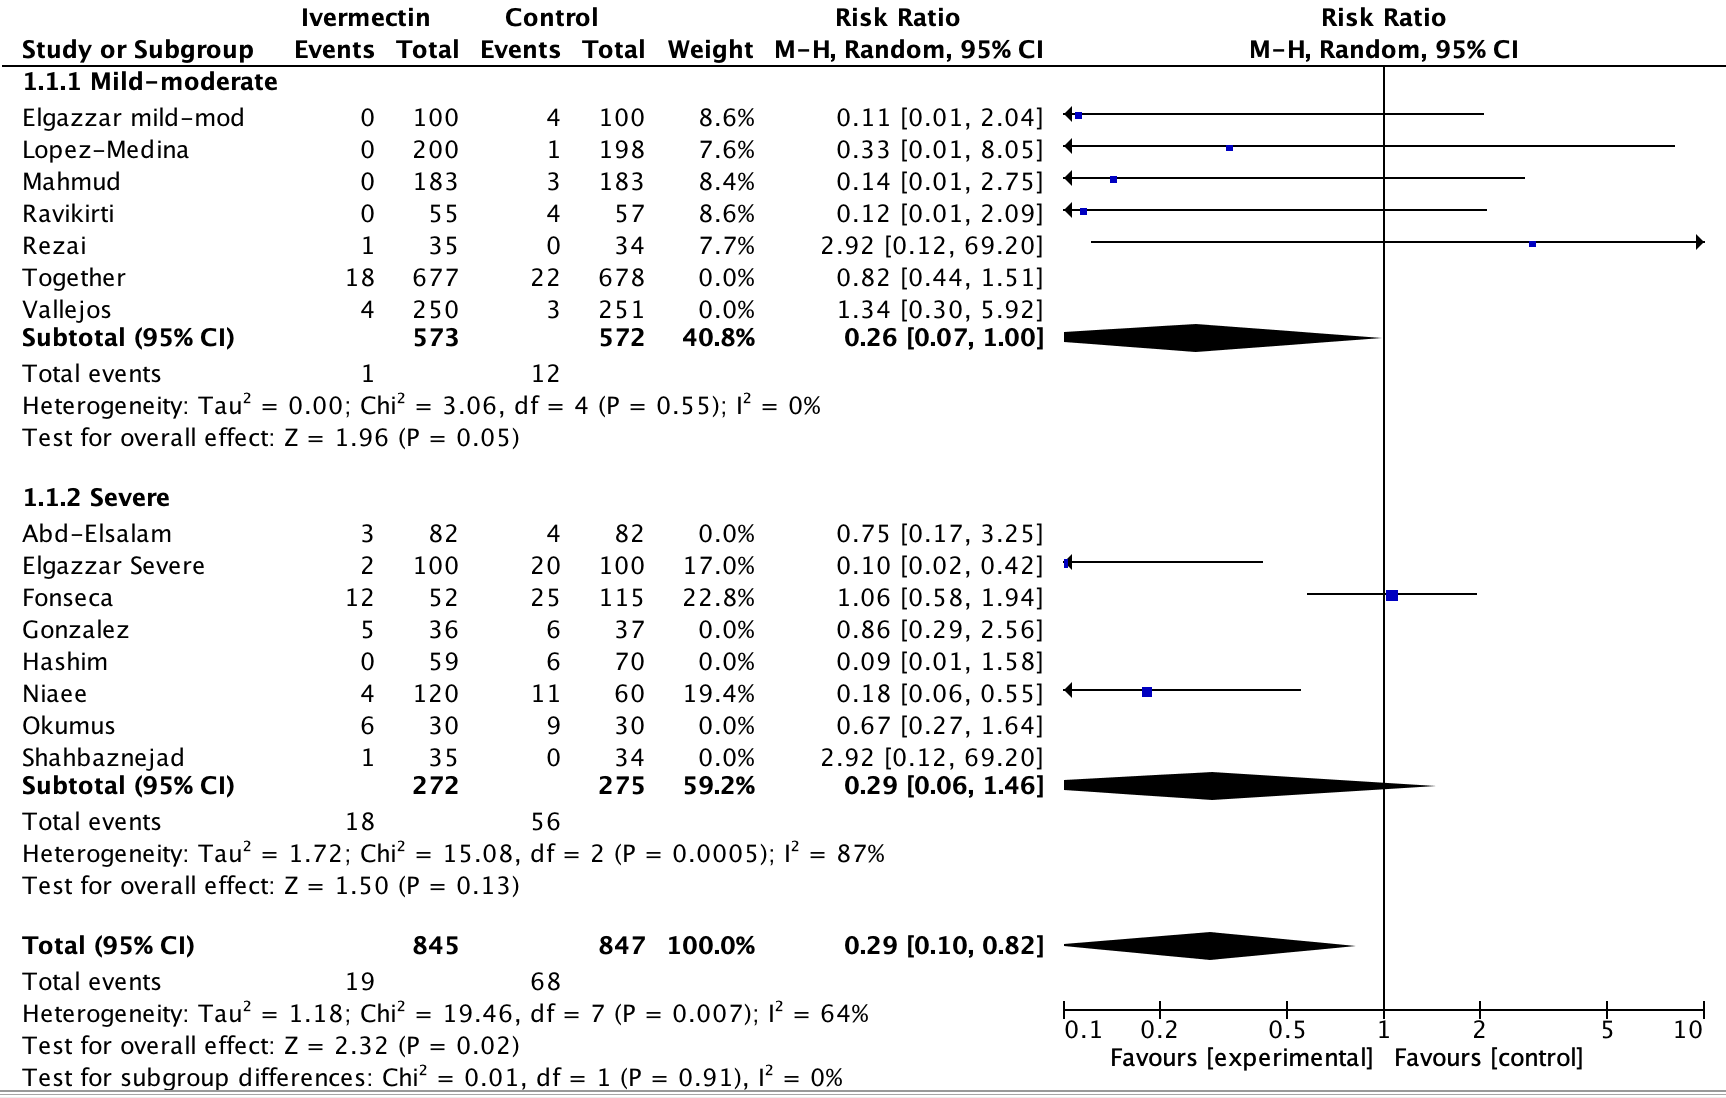 Ivermectin Control Risk Ratio Risk Ratio
Study or Subgroup Events Total Events Total Weight M-H, Random, 95% CI M-H, Random, 95% CI
1.1.1 Mild-moderate
Elgazzar mild-mod 0 100 4 100 8.6% 0.11 [0.01, 2.04]
Lopez-Medina 0 200 1 198 7.6% 0.33 [0.01, 8.05]
Mahmud 0 183 3 183 8.4% 0.14 [0.01, 2.75]
Ravikirti 0 55 4 57 8.6% 0.12 [0.01, 2.09]
Rezai 1 35 0 34 7.7% 2.92 [0.12, 69.20]
Together 18 677 22 678 0.0% 0.82 [0.44, 1.51]
Vallejos 4 250 3 251 0.0% 1.34 [0.30, 5.92]
Subtotal (95% CI) 573 572 40.8% 0.26 [0.07, 1.00]
Total events 1 12
Heterogeneity: Tau² = 0.00; Chi² = 3.06, df = 4 (P = 0.55); I² = 0%
Test for overall effect: Z = 1.96 (P = 0.05)
1.1.2 Severe
Abd-Elsalam 3 82 4 82 0.0% 0.75 [0.17, 3.25]
Elgazzar Severe 2 100 20 100 17.0% 0.10 [0.02, 0.42]
Fonseca 12 52 25 115 22.8% 1.06 [0.58, 1.94]
Gonzalez 5 36 6 37 0.0% 0.86 [0.29, 2.56]
Hashim 0 59 6 70 0.0% 0.09 [0.01, 1.58]
Niaee 4 120 11 60 19.4% 0.18 [0.06, 0.55]
Okumus 6 30 9 30 0.0% 0.67 [0.27, 1.64]
Shahbaznejad 1 35 0 34 0.0% 2.92 [0.12, 69.20]
Subtotal (95% CI) 272 275 59.2% 0.29 [0.06, 1.46]
Total events 18 56
Heterogeneity: Tau² = 1.72; Chi² = 15.08, df = 2 (P = 0.0005); I² = 87%
Test for overall effect: Z = 1.50 (P = 0.13)
Total (95% CI) 845 847 100.0% 0.29 [0.10, 0.82]
Total events 19 68
Heterogeneity: Tau² = 1.18; Chi² = 19.46, df = 7 (P = 0.007); I² = 64%
Test for overall effect: Z = 2.32 (P = 0.02)
Test for subgroup differences: Chi² = 0.01, df = 1 (P = 0.91), I² = 0%
0.1 0.2 0.5 1 2 5 10
Favours [experimental] Favours [control]